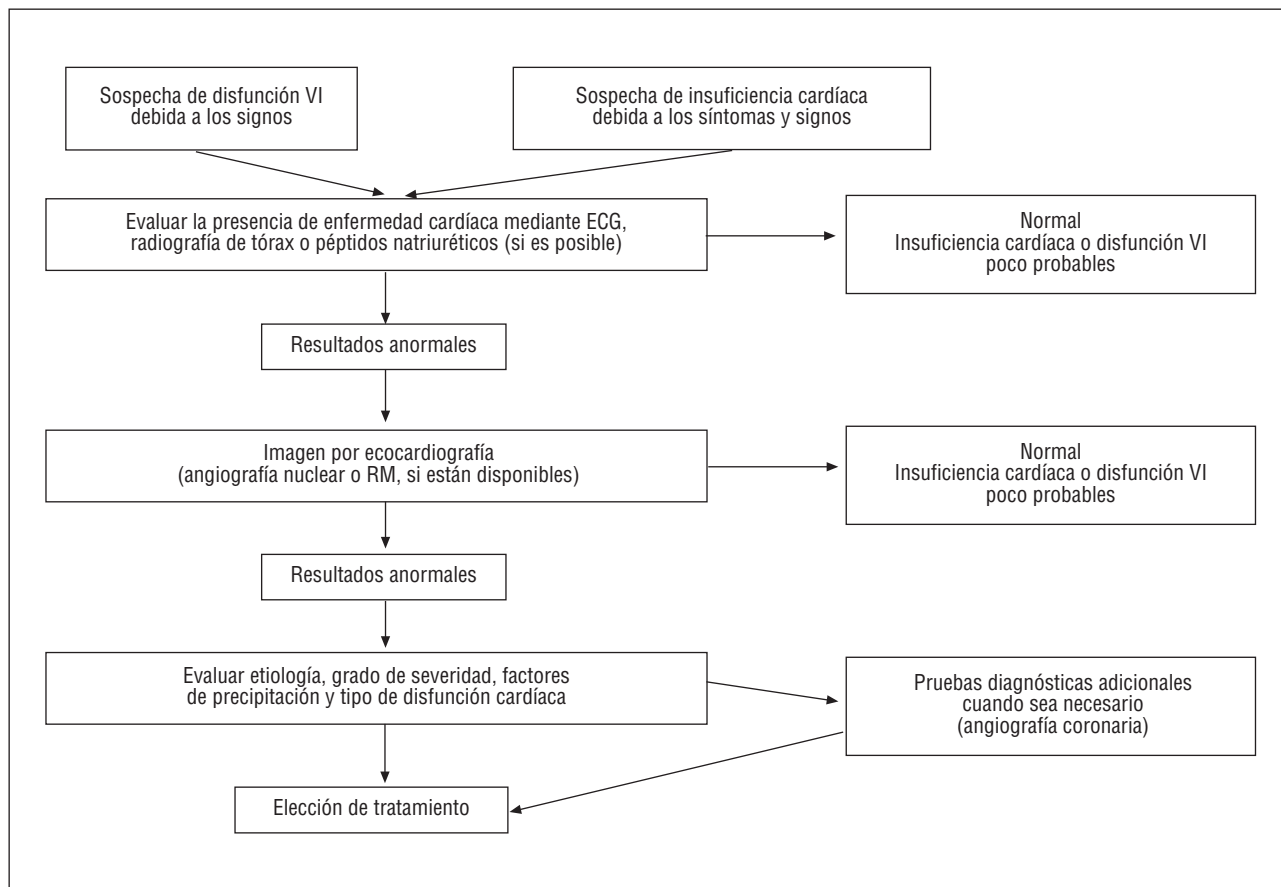 Sospecha de disfunción VI
debida a los signos
Sospecha de insuficiencia cardíaca
debida a los síntomas y signos
Evaluar la presencia de enfermedad cardíaca mediante ECG,
radiografía de tórax o péptidos natriuréticos (si es posible)
Normal
Insuficiencia cardíaca o disfunción VI
poco probables
Resultados anormales
Imagen por ecocardiografía
(angiografía nuclear o RM, si están disponibles)
Normal
Insuficiencia cardíaca o disfunción VI
poco probables
Resultados anormales
Evaluar etiología, grado de severidad, factores
de precipitación y tipo de disfunción cardíaca
Pruebas diagnósticas adicionales
cuando sea necesario
(angiografía coronaria)
Elección de tratamiento